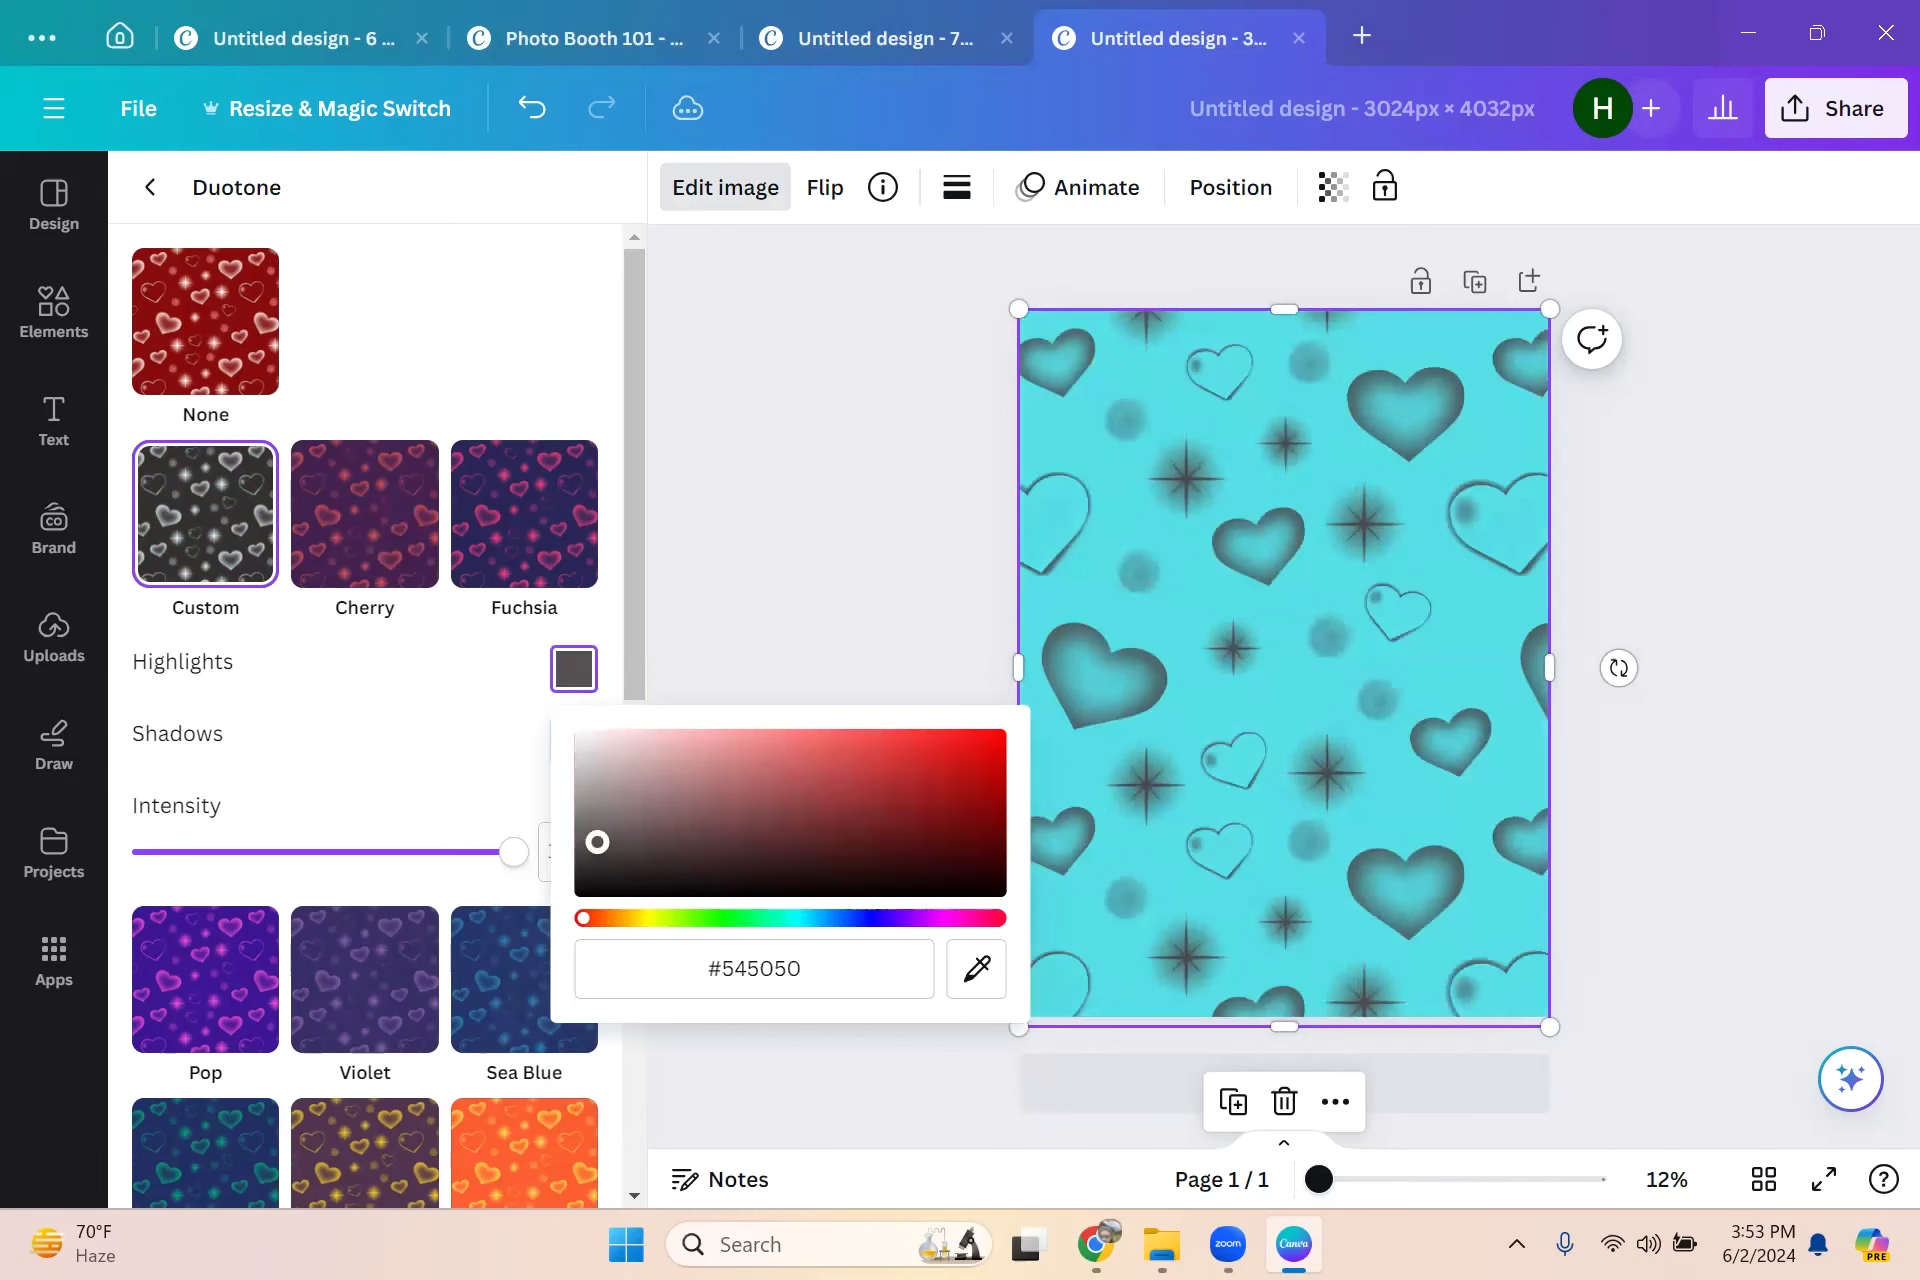 Untitled design - 6 ...
Photo Booth 101 - ...
Untitled design - 7...
Untitled design - 3...
File
Resize & Magic Switch
Untitled design - 3024px × 4032px
H
Share
Design
Elements
Text
Brand
Uploads
Draw
Projects
Apps
Duotone
Edit image
Flip
Animate
Position
None
Custom
Cherry
Fuchsia
Highlights
Shadows
Intensity
#545050
Pop
Violet
Sea Blue
Notes
Page 1 / 1
12%
70°F
Haze
Search
zoom
Canva
PRE
3:53 PM
6/2/2024